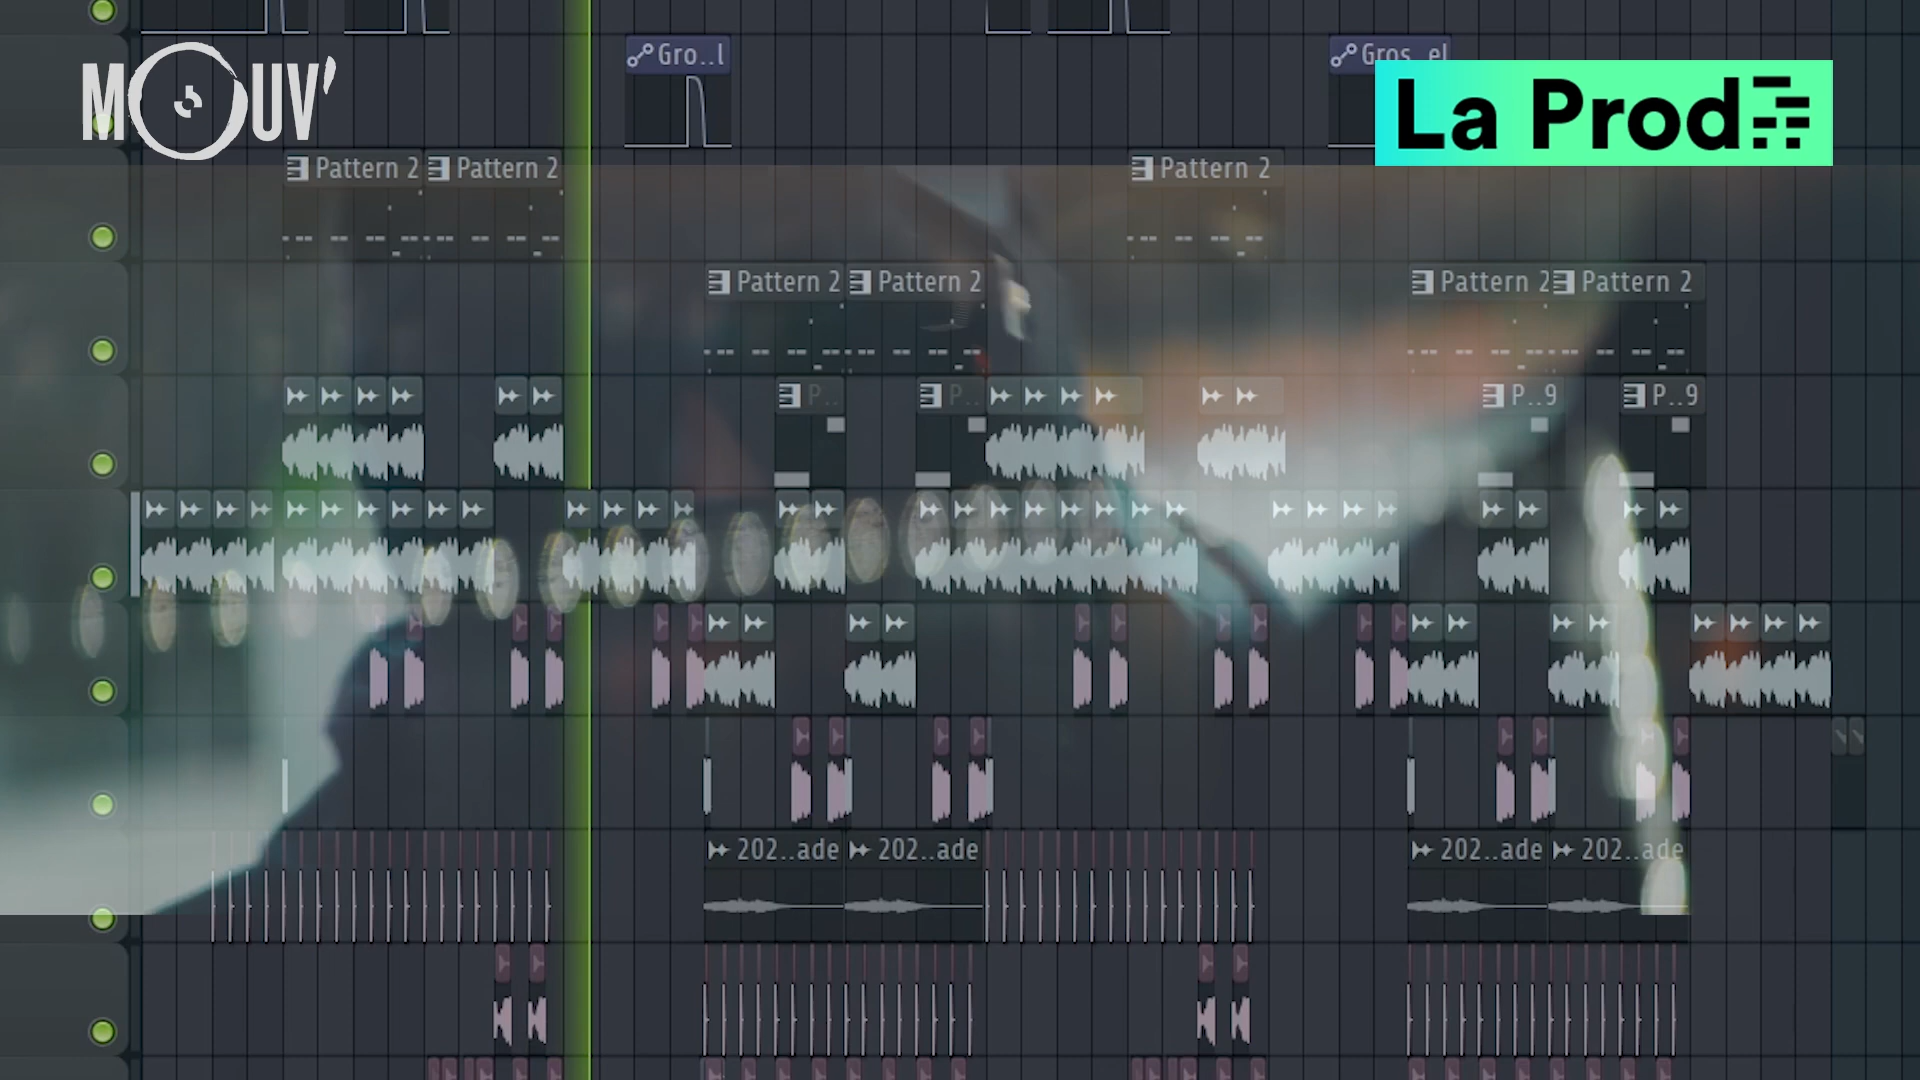 Gro..l
Gros..el
MOUV'
La Prod
Pattern 2 Pattern 2 Pattern 2
Pattern 2 Pattern 2 Pattern 2 Pattern 2
P.. P.. P..9 P..9
202..ade 202..ade 202..ade 202..ade